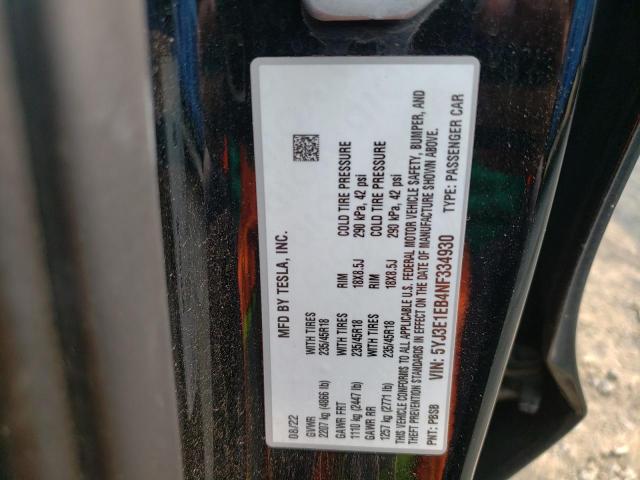 MFD BY TESLA, INC.
08/22
GVWR WITH TIRES RIM COLD TIRE PRESSURE
2207 kg (4866 lb) 235/45R18 18X8.5J 290 kPa, 42 psi
GAWR FRT WITH TIRES RIM COLD TIRE PRESSURE
1110 kg (2447 lb) 235/45R18 18X8.5J 290 kPa, 42 psi
GAWR RR
1257 kg (2771 lb) 235/45R18
THIS VEHICLE CONFORMS TO ALL APPLICABLE U.S. FEDERAL MOTOR VEHICLE SAFETY, BUMPER, AND
THEFT PREVENTION STANDARDS IN EFFECT ON THE DATE OF MANUFACTURE SHOWN ABOVE.
VIN: 5YJ3E1EB4NF334930
PNT: PBSB TYPE: PASSENGER CAR